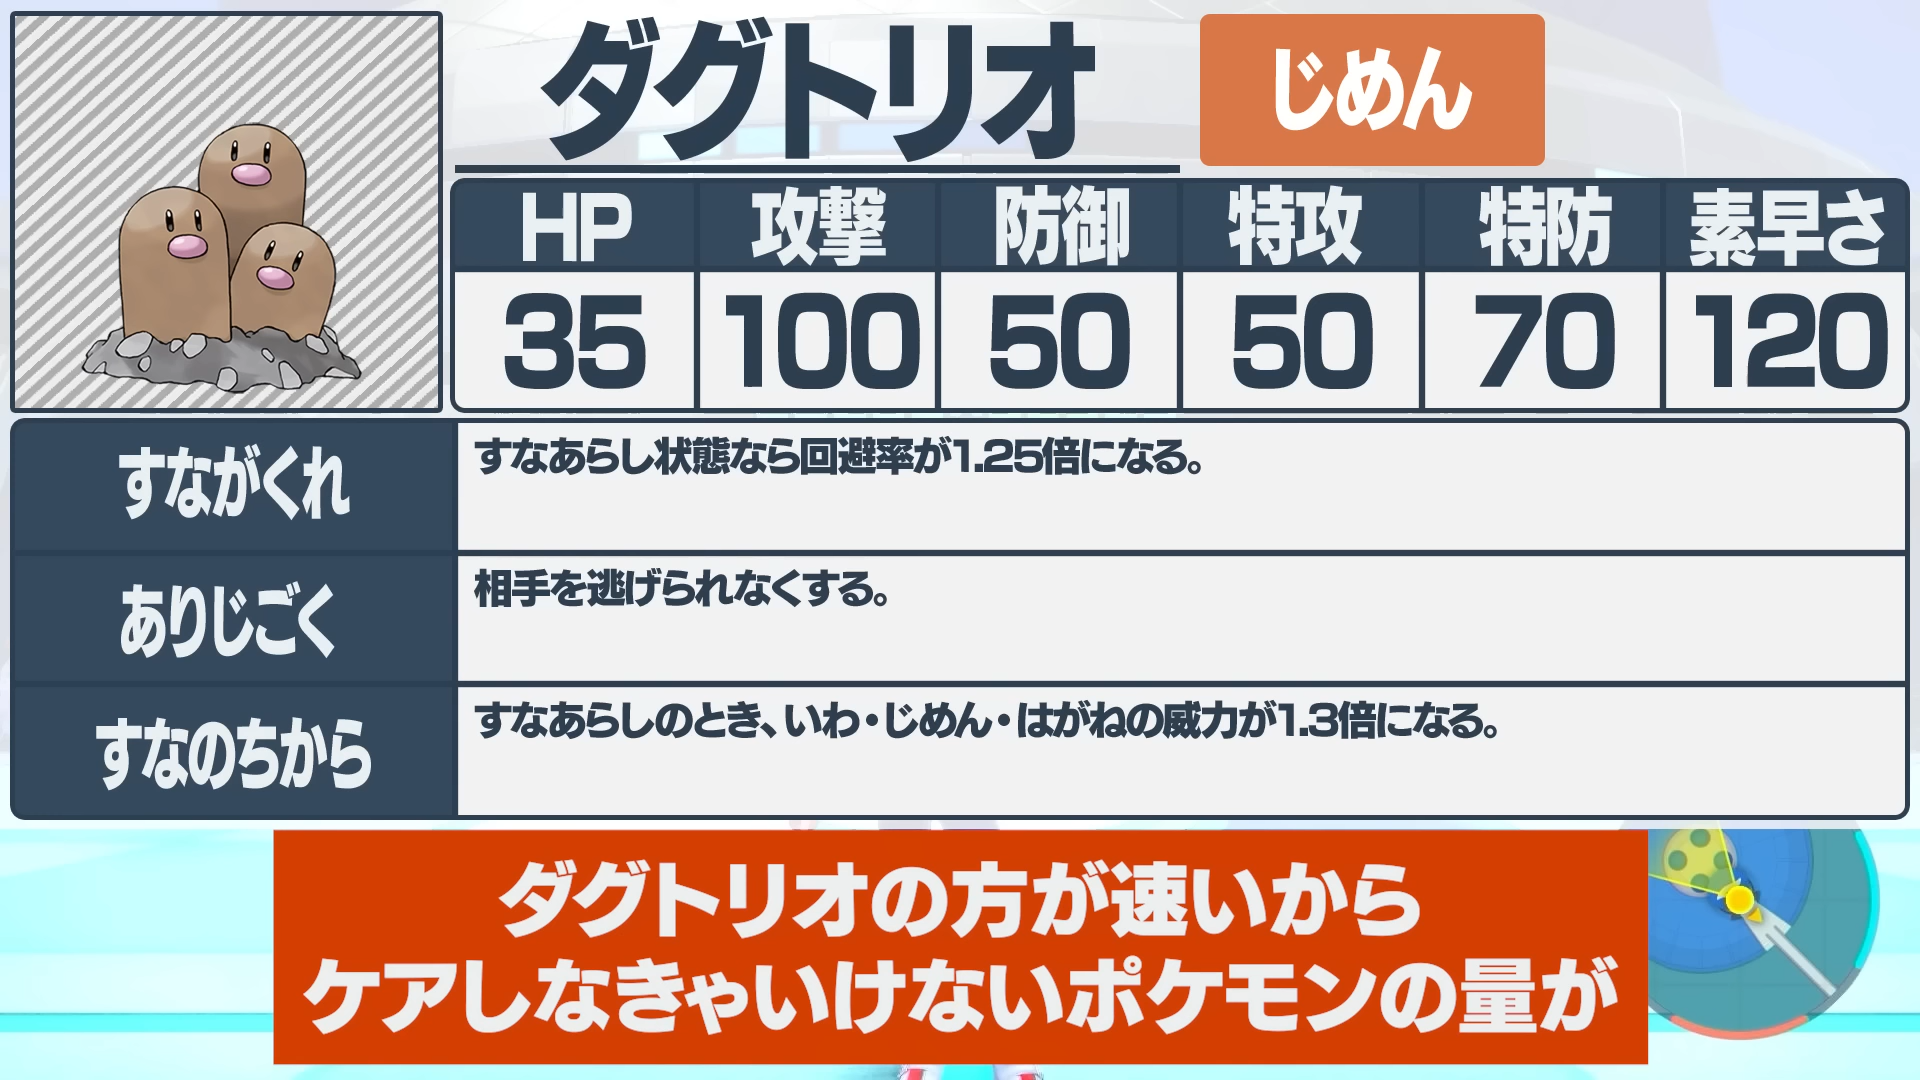 ダグトリオ
じめん
HP 攻撃 防御 特攻 特防 素早さ
35 100 50 50 70 120
すながくれ
すなあらし状態なら回避率が1.25倍になる。
ありじごく
相手を逃げられなくする。
すなのちから
すなあらしのとき、いわ・じめん・はがねの威力が1.3倍になる。
ダグトリオの方が速いから
ケアしなきゃいけないポケモンの量が